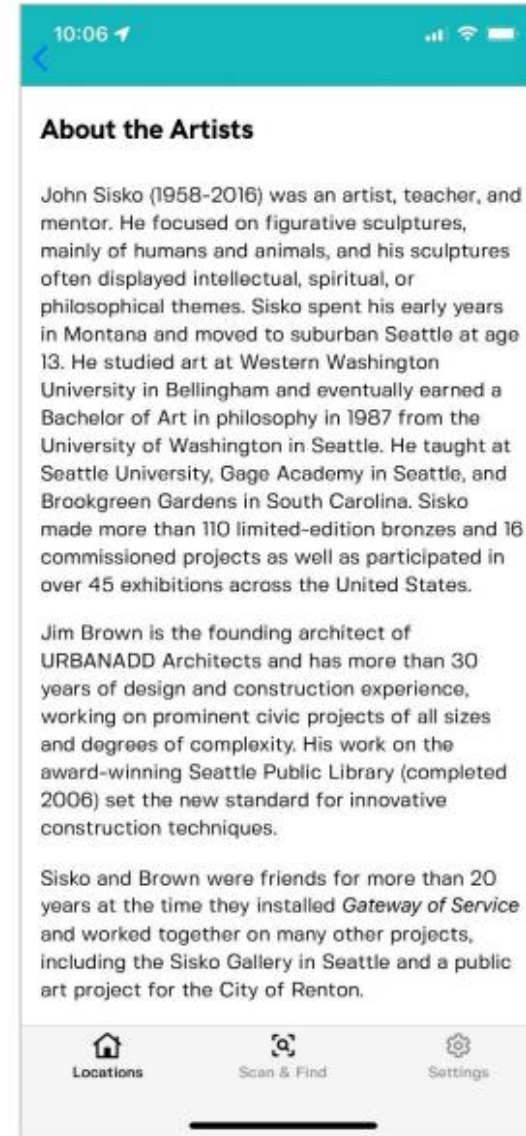 10:06
About the Artists
John Sisko (1958-2016) was an artist, teacher, and
mentor. He focused on figurative sculptures,
mainly of humans and animals, and his sculptures
often displayed intellectual, spiritual, or
philosophical themes. Sisko spent his early years
in Montana and moved to suburban Seattle at age
13. He studied art at Western Washington
University in Bellingham and eventually earned a
Bachelor of Art in philosophy in 1987 from the
University of Washington in Seattle. He taught at
Seattle University, Gage Academy in Seattle, and
Brookgreen Gardens in South Carolina. Sisko
made more than 110 limited-edition bronzes and 16
commissioned projects as well as participated in
over 45 exhibitions across the United States.
Jim Brown is the founding architect of
URBANADD Architects and has more than 30
years of design and construction experience,
working on prominent civic projects of all sizes
and degrees of complexity. His work on the
award-winning Seattle Public Library (completed
2006) set the new standard for innovative
construction techniques.
Sisko and Brown were friends for more than 20
years at the time they installed Gateway of Service
and worked together on many other projects,
including the Sisko Gallery in Seattle and a public
art project for the City of Renton.
Locations Scan & Find Settings